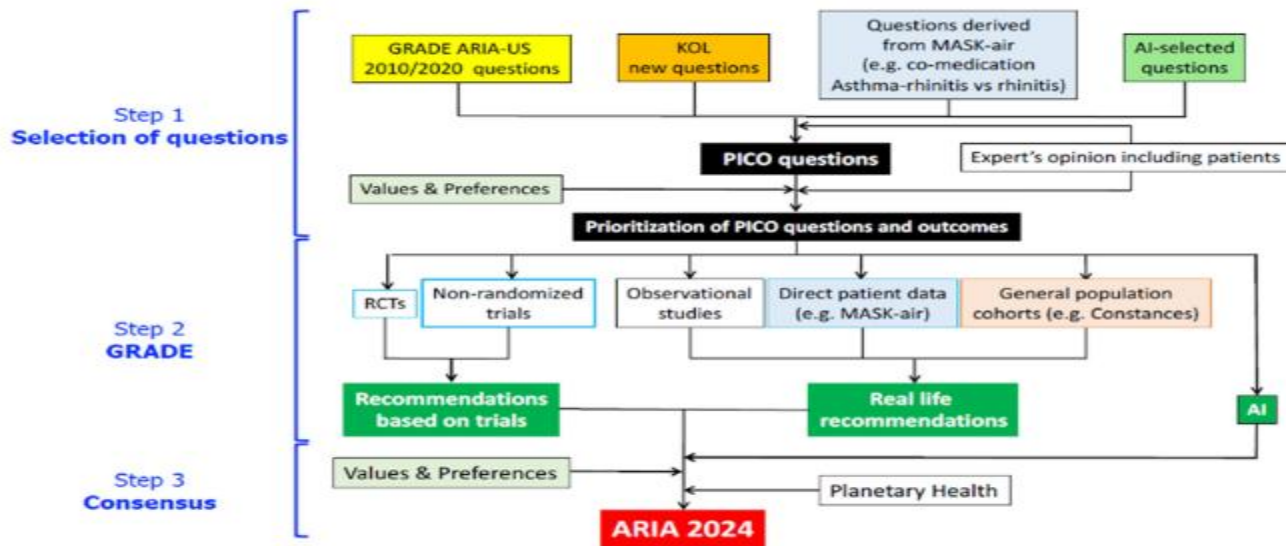 GRADE ARIA-US
2010/2020 questions
KOL
new questions
Questions derived
from MASK-air
(e.g. co-medication
Asthma-rhinitis vs rhinitis)
AI-selected
questions
Step 1
Selection of questions
PICO questions
Expert's opinion including patients
Values & Preferences
Prioritization of PICO questions and outcomes
Step 2
GRADE
RCTs
Non-randomized
trials
Observational
studies
Direct patient data
(e.g. MASK-air)
General population
cohorts (e.g. Constances)
Recommendations
based on trials
Real life
recommendations
AI
Step 3
Consensus
Values & Preferences
Planetary Health
ARIA 2024